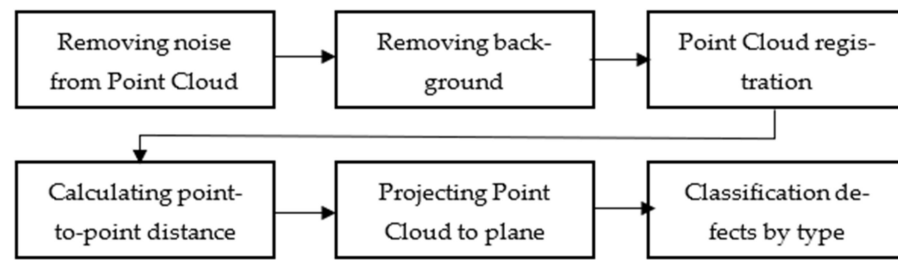 Removing noise
from Point Cloud
Removing back-
ground
Point Cloud regis-
tration
Calculating point-
to-point distance
Projecting Point
Cloud to plane
Classification de-
fects by type